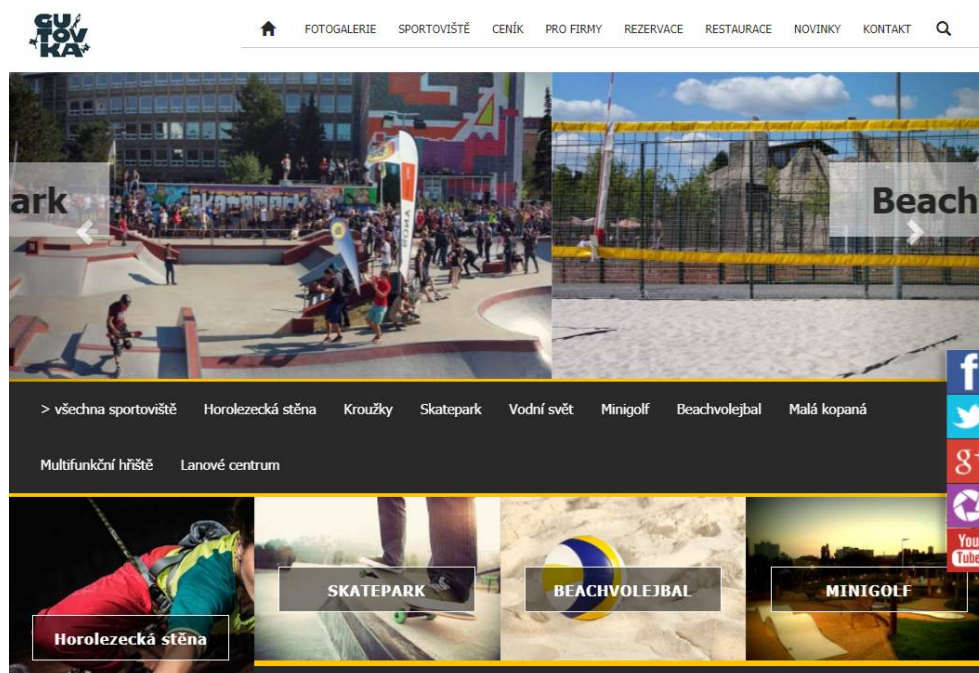 GU
TOV
KA
FOTOGALERIE SPORTOVIŠTĚ CENÍK PRO FIRMY REZERVACE RESTAURACE NOVINKY KONTAKT
ark
Beach
> všechna sportoviště Horolezecká stěna Kroužky Skatepark Vodní svět Minigolf Beachvolejbal Malá kopaná
Multifunkční hřiště Lanové centrum
f
g+
You
Tube
SKATEPARK BEACHVOLEJBAL MINIGOLF
Horolezecká stěna